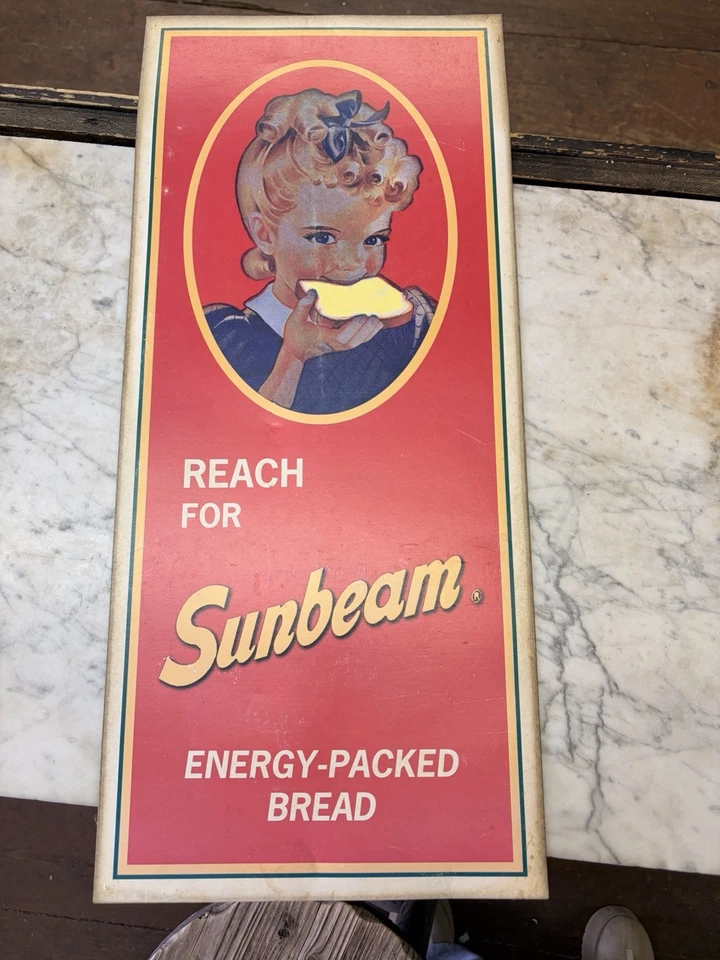 REACH
FOR
Sunbeam®
ENERGY-PACKED
BREAD